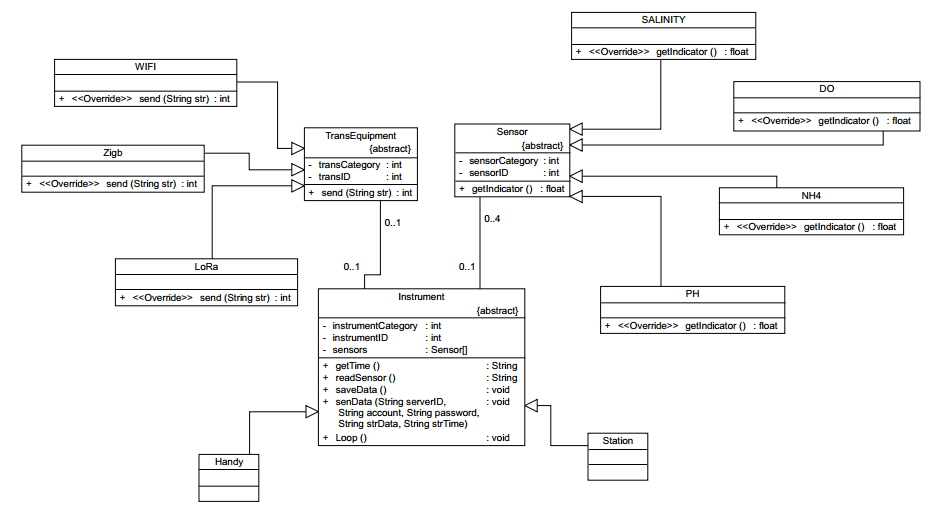 SALINITY
+ <<Override>> getIndicator () : float
WIFI
+ <<Override>> send (String str) : int
DO
+ <<Override>> getIndicator () : float
TransEquipment
{abstract}
- transCategory : int
- transID : int
+ send (String str) : int
Sensor
{abstract}
- sensorCategory : int
- sensorID : int
+ getIndicator () : float
Zigb
+ <<Override>> send (String str) : int
NH4
+ <<Override>> getIndicator () : float
0..1
0..4
0..1
0..1
LoRa
+ <<Override>> send (String str) : int
PH
+ <<Override>> getIndicator () : float
Instrument
{abstract}
- instrumentCategory : int
- instrumentID : int
- sensors : Sensor[]
+ getTime () : String
+ readSensor () : String
+ saveData () : void
+ senData (String serverID, : void
String account, String password,
String strData, String strTime)
+ Loop () : void
Handy
Station